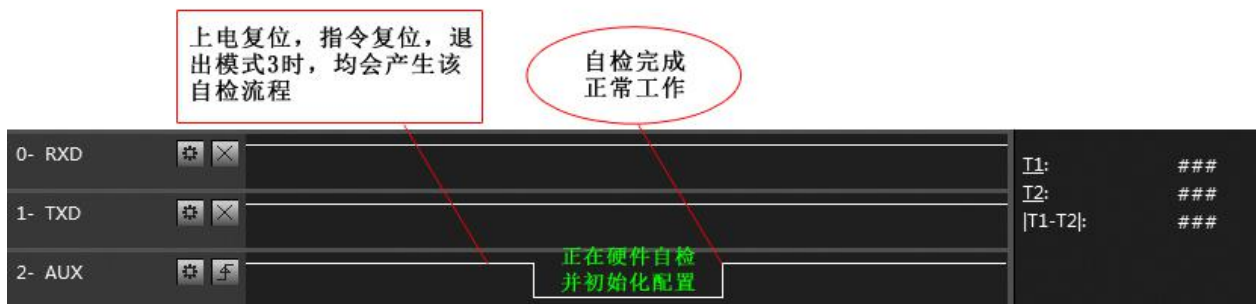 上电复位，指令复位，退
出模式3时，均会产生该
自检流程
自检完成
正常工作
0- RXD
1- TXD
2- AUX
正在硬件自检
并初始化配置
T1: ###
T2: ###
|T1-T2|: ###